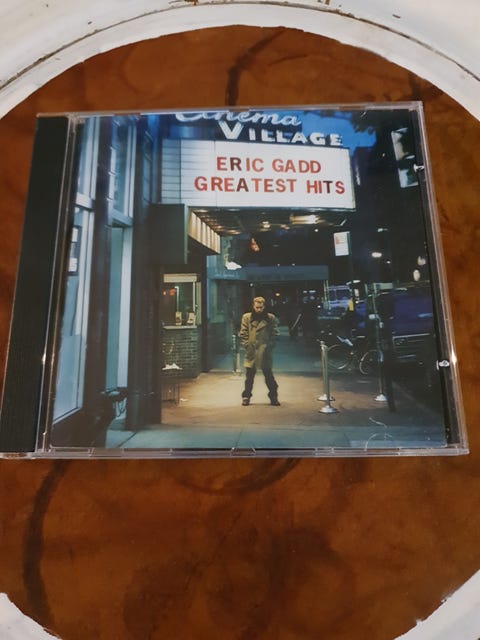 Cinema
VILLAGE
ERIC GADD
GREATEST HITS